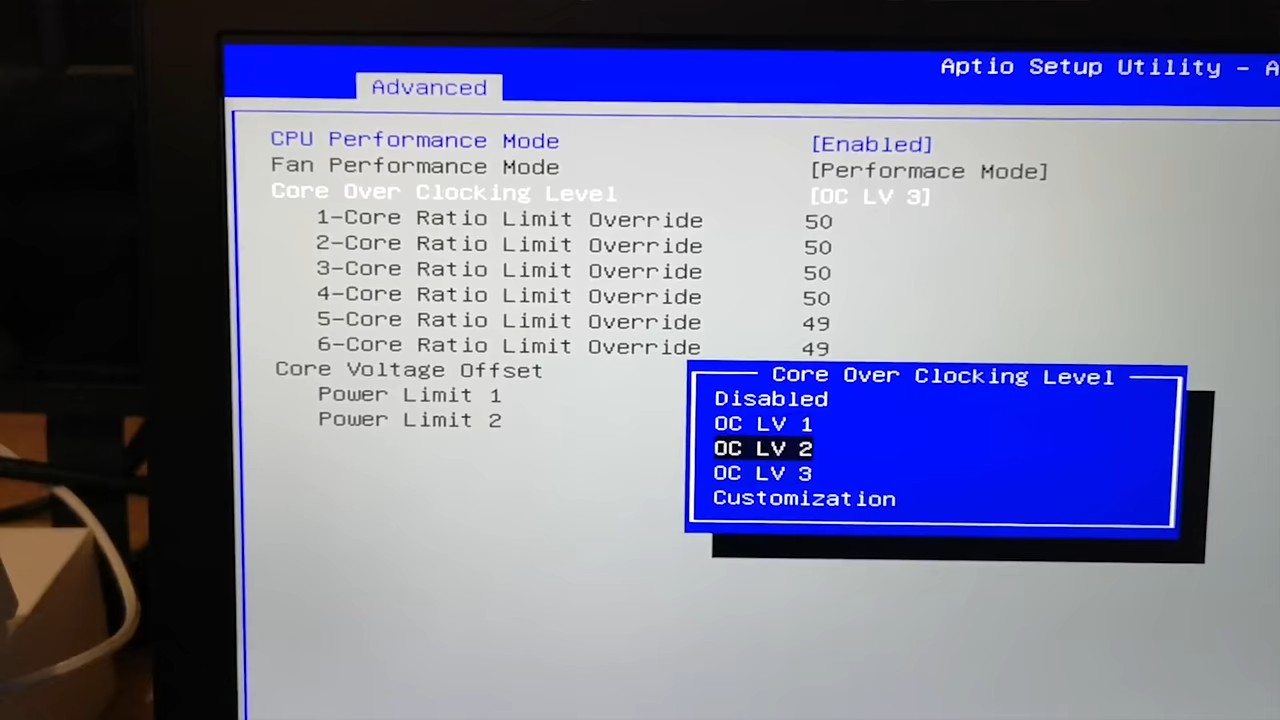 Aptio Setup Utility - A
Advanced
CPU Performance Mode [Enabled]
Fan Performance Mode [Performace Mode]
Core Over Clocking Level [OC LV 3]
1-Core Ratio Limit Override 50
2-Core Ratio Limit Override 50
3-Core Ratio Limit Override 50
4-Core Ratio Limit Override 50
5-Core Ratio Limit Override 49
6-Core Ratio Limit Override 49
Core Voltage Offset
Power Limit 1
Power Limit 2
Core Over Clocking Level
Disabled
OC LV 1
OC LV 2
OC LV 3
Customization